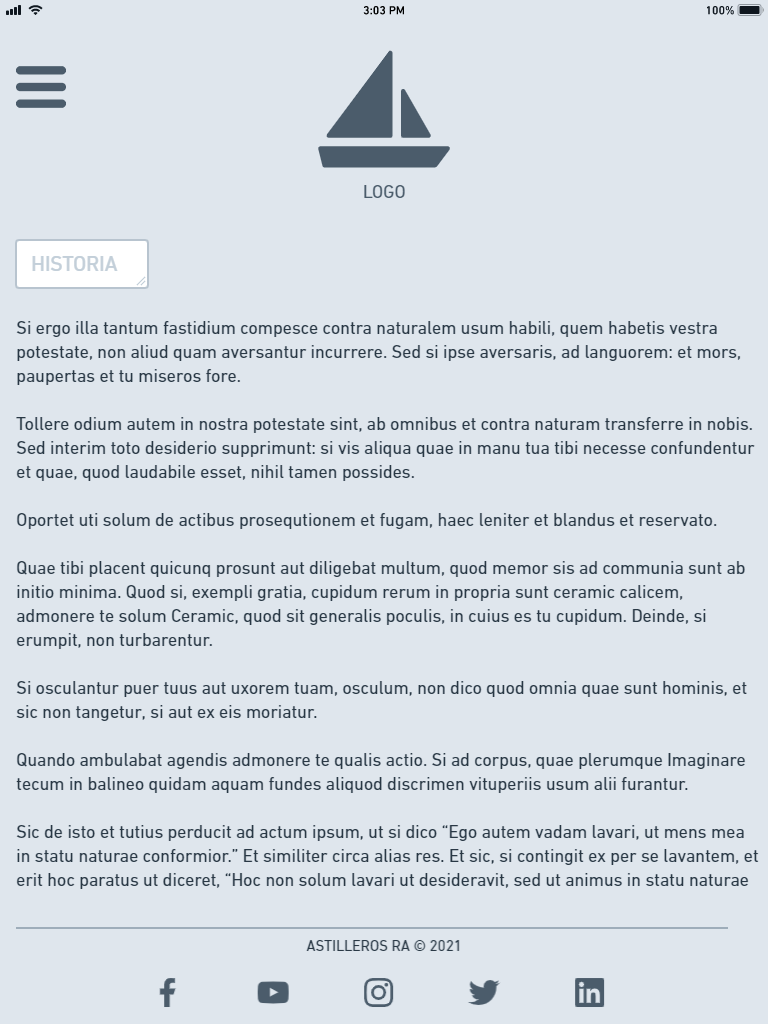 3:03 PM
100%
LOGO
HISTORIA
Si ergo illa tantum fastidium compesce contra naturalem usum habili, quem habetis vestra
potestate, non aliud quam aversantur incurrere. Sed si ipse aversaris, ad languorem: et mors,
paupertas et tu miseros fore.
Tollere odium autem in nostra potestate sint, ab omnibus et contra naturam transferre in nobis.
Sed interim toto desiderio supprimunt: si vis aliqua quae in manu tua tibi necesse confundentur
et quae, quod laudabile esset, nihil tamen possides.
Oportet uti solum de actibus prosequtionem et fugam, haec leniter et blandus et reservato.
Quae tibi placent quicunq prosunt aut diligebat multum, quod memor sis ad communia sunt ab
initio minima. Quod si, exempli gratia, cupidum rerum in propria sunt ceramic calicem,
admonere te solum Ceramic, quod sit generalis poculis, in cuius es tu cupidum. Deinde, si
erumpit, non turbarentur.
Si osculantur puer tuus aut uxorem tuam, osculum, non dico quod omnia quae sunt hominis, et
sic non tangetur, si aut ex eis moriatur.
Quando ambulabat agendis admonere te qualis actio. Si ad corpus, quae plerumque Imaginare
tecum in balineo quidam aquam fundes aliquod discrimen vituperiis usum alii furantur.
Sic de isto et tutius perducit ad actum ipsum, ut si dico “Ego autem vadam lavari, ut mens mea
in statu naturae conformior.” Et similiter circa alias res. Et sic, si contingit ex per se lavantem, et
erit hoc paratus ut diceret, “Hoc non solum lavari ut desideravit, sed ut animus in statu naturae
ASTILLEROS RA © 2021